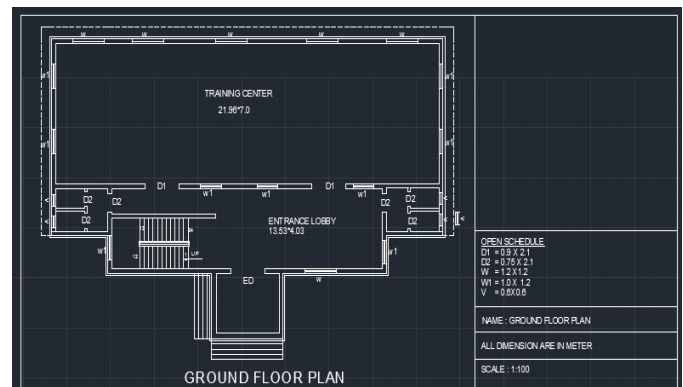 W W W W W
W1 W1
TRAINING CENTER
21.96*7.0
W1 W1
D1 W1 W1 D1 W1
D2 D2 D2 D2
D2 D2
ENTRANCE LOBBY
13.53*4.03
W1 UP W1
12
ED W
GROUND FLOOR PLAN
OPEN SCHEDULE
D1 = 0.9 X 2.1
D2 = 0.75 X 2.1
W = 1.2 X 1.2
W1 = 1.0 X 1.2
V = 0.6X0.6
NAME : GROUND FLOOR PLAN
ALL DIMENSION ARE IN METER
SCALE : 1:100